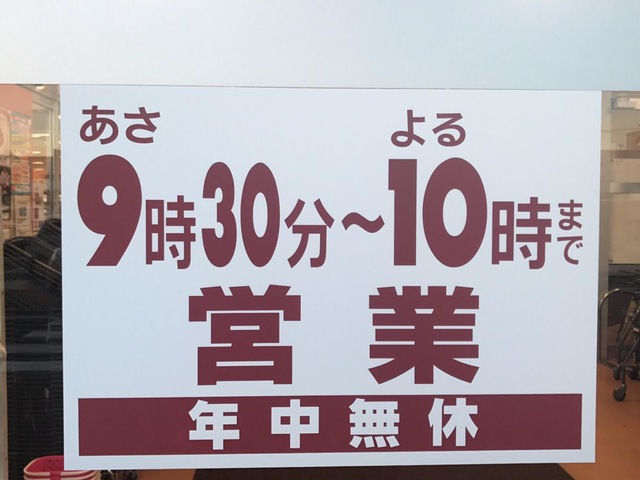 あさ よる
9時30分～10時まで
営業
年中無休